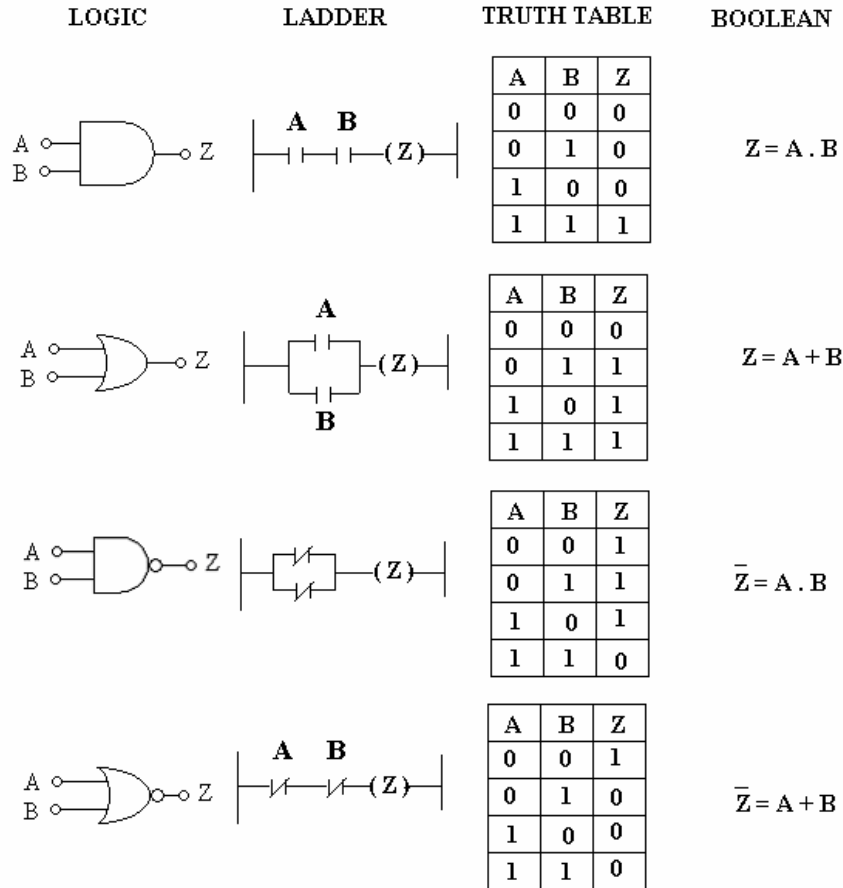 LOGIC LADDER TRUTH TABLE BOOLEAN
A B Z
0 0 0
0 1 0
1 0 0
1 1 1
A B
A
B
Z
(Z)
Z = A . B
A B Z
0 0 0
0 1 1
1 0 1
1 1 1
A
B
Z
A
B
(Z)
Z = A + B
A B Z
0 0 1
0 1 1
1 0 1
1 1 0
A
B
Z
(Z)
Z̅ = A . B
A B Z
0 0 1
0 1 0
1 0 0
1 1 0
A
B
Z
A B
(Z)
Z̅ = A + B